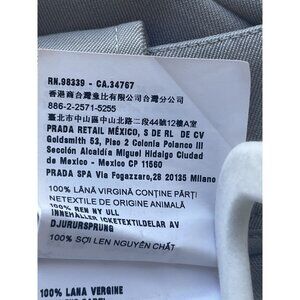 RN.98339 - CA.34767
香港商台灣壹比有限公司台灣分公司
886-2-2571-5255
臺北市中山區中山北路二段44號12樓A室
PRADA RETAIL MÉXICO, S DE RL DE CV
Goldsmith 53, Piso 2 Colonia Polanco III
Sección Alcaldía Miguel Hidalgo Ciudad
de Mexico - Mexico CP 11560
PRADA SPA Via Fogazzaro,28 20135 Milano
100% LÂNĂ VIRGINĂ CONȚINE PĂRȚI
NETEXTILE DE ORIGINE ANIMALĂ
100% REN NY ULL
INNEHÅLLER ICKETEXTILDELAR AV
DJURURSPRUNG
100% SỢI LEN NGUYÊN CHẤT
100% LANA VERGINE